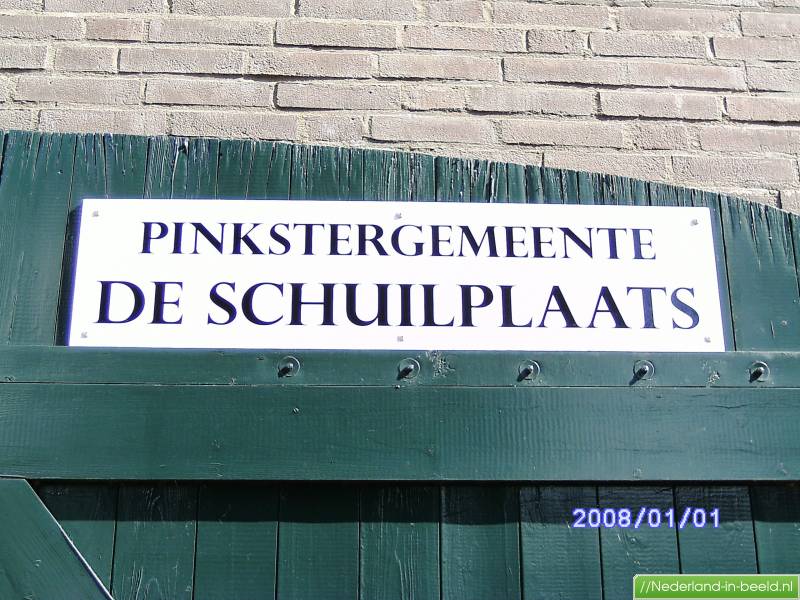 PINKSTERGEMEENTE
DE SCHUILPLAATS
2008/01/01
//Nederland-in-beeld.nl